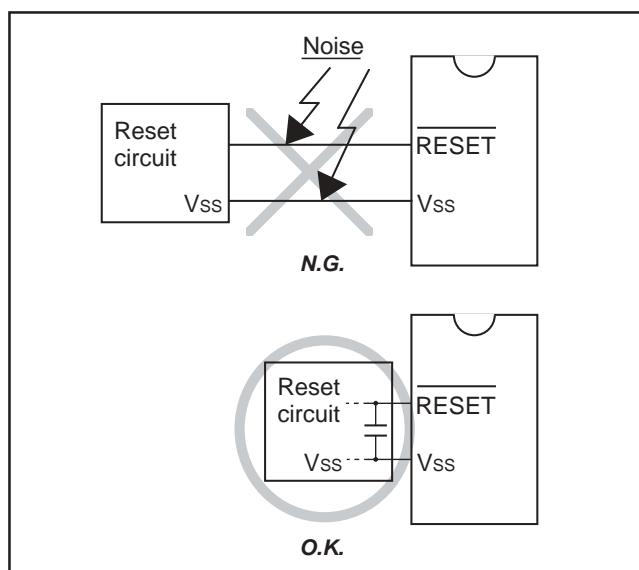 Noise
Reset
circuit
RESET
VSS
VSS
N.G.
Reset
circuit
RESET
VSS
VSS
O.K.